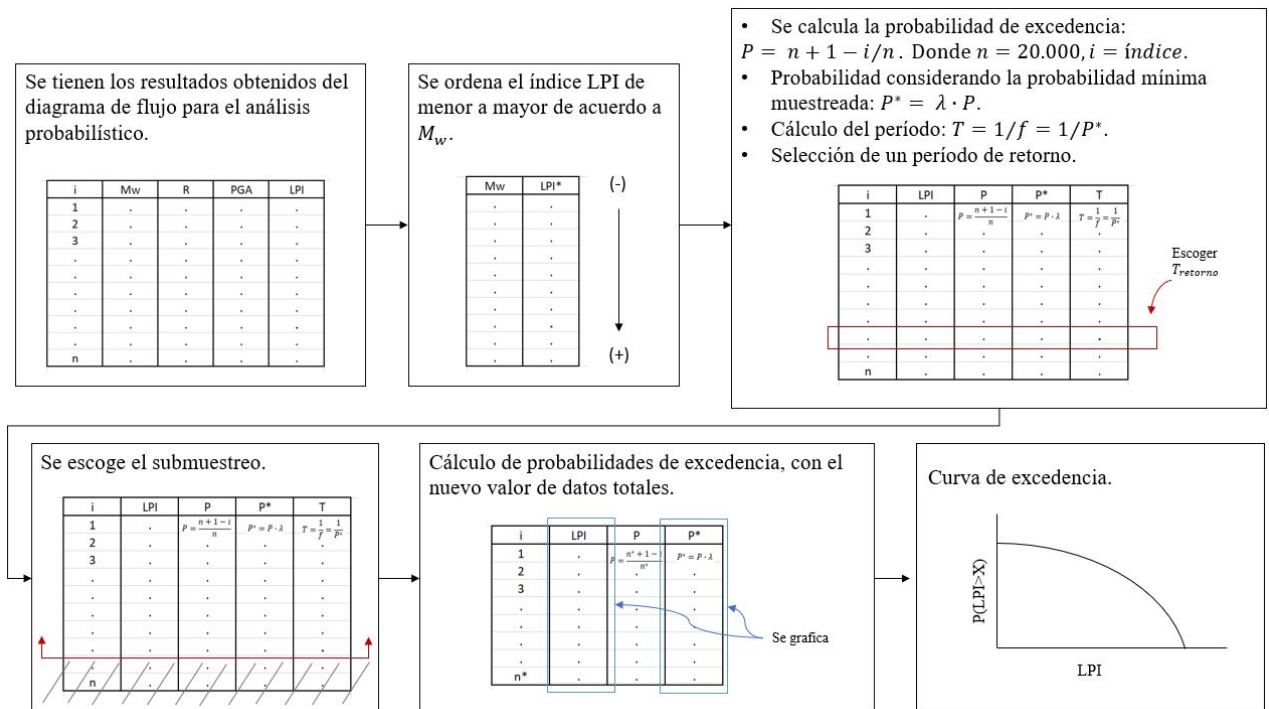 Se tienen los resultados obtenidos del
diagrama de flujo para el análisis
probabilístico.
i Mw R PGA LPI
1 . . . .
2 . . . .
3 . . . .
. . . . .
. . . . .
. . . . .
. . . . .
. . . . .
. . . . .
n . . . .
Se ordena el índice LPI de
menor a mayor de acuerdo a
M_w.
Mw LPI*
(-)
. .
. .
. .
. .
. .
. .
. .
. .
. .
. .
(+)
• Se calcula la probabilidad de excedencia:
P = n + 1 − i/n. Donde n = 20.000, i = índice.
• Probabilidad considerando la probabilidad mínima
muestreada: P* = λ · P.
• Cálculo del período: T = 1/f = 1/P*.
• Selección de un período de retorno.
i LPI P P* T
1 . P = (n + 1 − i)/n P* = P · λ T = 1/f = 1/P*
2 . . . .
3 . . . .
. . . . .
. . . . .
. . . . .
. . . . .
. . . . .
. . . . .
n . . . .
Escoger
T_retorno
Se escoge el submuestreo.
i LPI P P* T
1 . P = (n + 1 − i)/n P* = P · λ T = 1/f = 1/P*
2 . . . .
3 . . . .
. . . . .
. . . . .
. . . . .
. . . . .
. . . . .
n . . . .
Cálculo de probabilidades de excedencia, con el
nuevo valor de datos totales.
i LPI P P*
1 . P = (n* + 1 − i)/n* P* = P · λ
2 . . .
3 . . .
. . . .
. . . .
. . . .
. . . .
n* . . .
Se grafica
Curva de excedencia.
P(LPI>X)
LPI